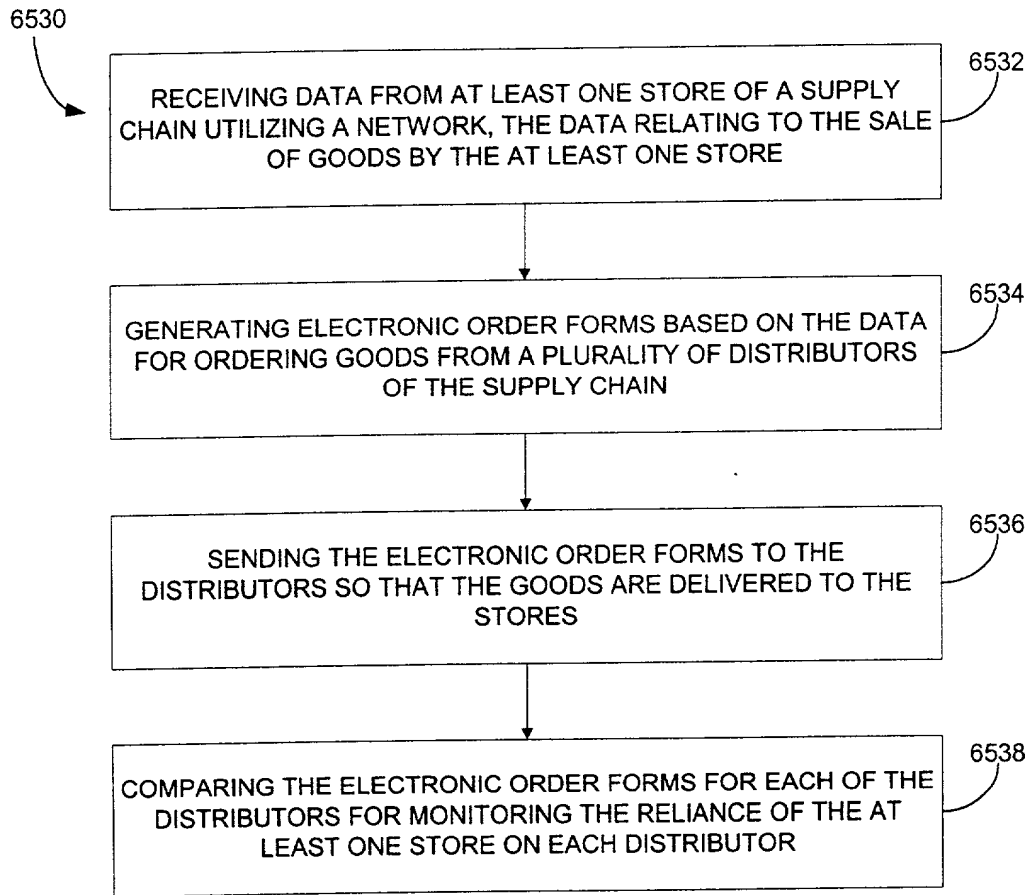 6530
6532
RECEIVING DATA FROM AT LEAST ONE STORE OF A SUPPLY
CHAIN UTILIZING A NETWORK, THE DATA RELATING TO THE SALE
OF GOODS BY THE AT LEAST ONE STORE
6534
GENERATING ELECTRONIC ORDER FORMS BASED ON THE DATA
FOR ORDERING GOODS FROM A PLURALITY OF DISTRIBUTORS
OF THE SUPPLY CHAIN
6536
SENDING THE ELECTRONIC ORDER FORMS TO THE
DISTRIBUTORS SO THAT THE GOODS ARE DELIVERED TO THE
STORES
6538
COMPARING THE ELECTRONIC ORDER FORMS FOR EACH OF THE
DISTRIBUTORS FOR MONITORING THE RELIANCE OF THE AT
LEAST ONE STORE ON EACH DISTRIBUTOR